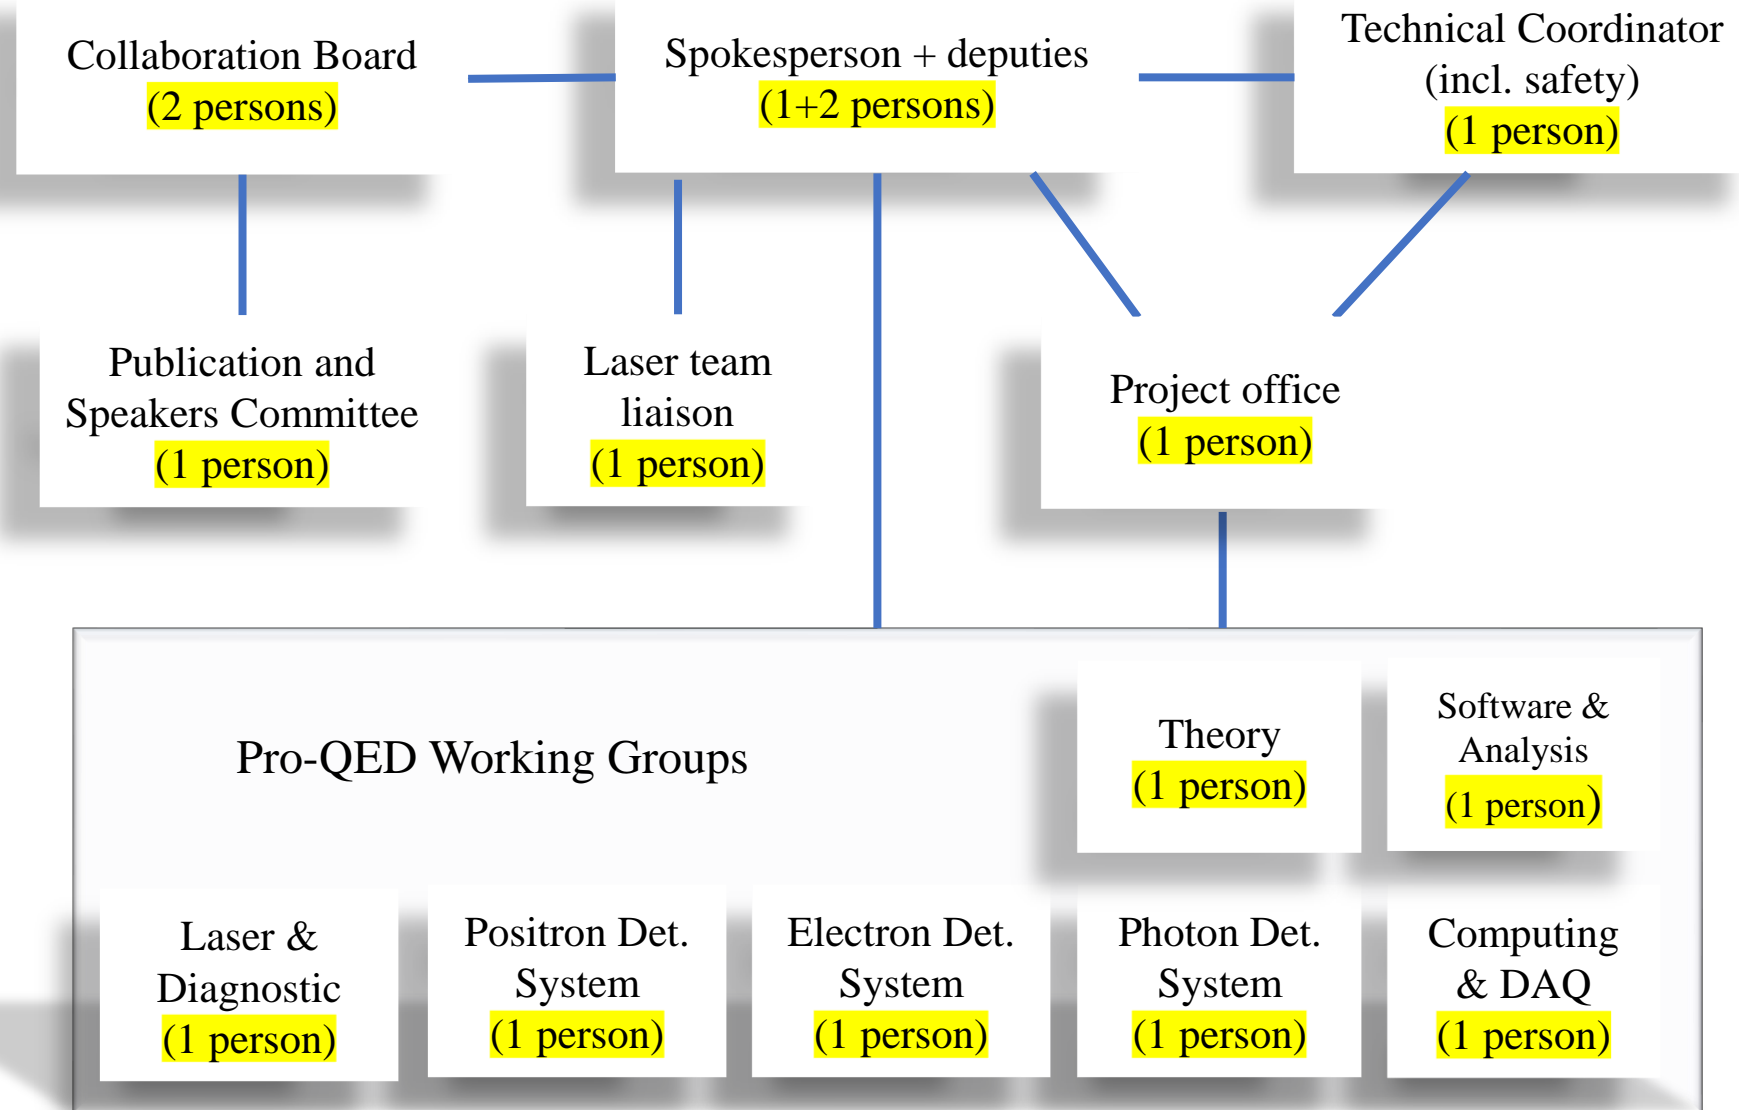 Collaboration Board
(2 persons)
Spokesperson + deputies
(1+2 persons)
Technical Coordinator
(incl. safety)
(1 person)
Publication and
Speakers Committee
(1 person)
Laser team
liaison
(1 person)
Project office
(1 person)
Pro-QED Working Groups
Theory
(1 person)
Software &
Analysis
(1 person)
Laser &
Diagnostic
(1 person)
Positron Det.
System
(1 person)
Electron Det.
System
(1 person)
Photon Det.
System
(1 person)
Computing
& DAQ
(1 person)